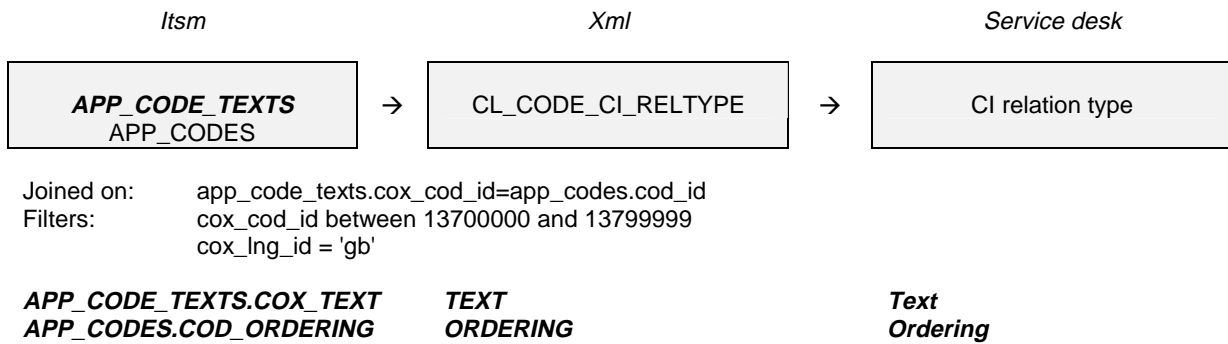 Itsm Xml Service desk
APP_CODE_TEXTS → CL_CODE_CI_RELTYPE → CI relation type
APP_CODES
Joined on: app_code_texts.cox_cod_id=app_codes.cod_id
Filters: cox_cod_id between 13700000 and 13799999
cox_lng_id = 'gb'
APP_CODE_TEXTS.COX_TEXT TEXT Text
APP_CODES.COD_ORDERING ORDERING Ordering